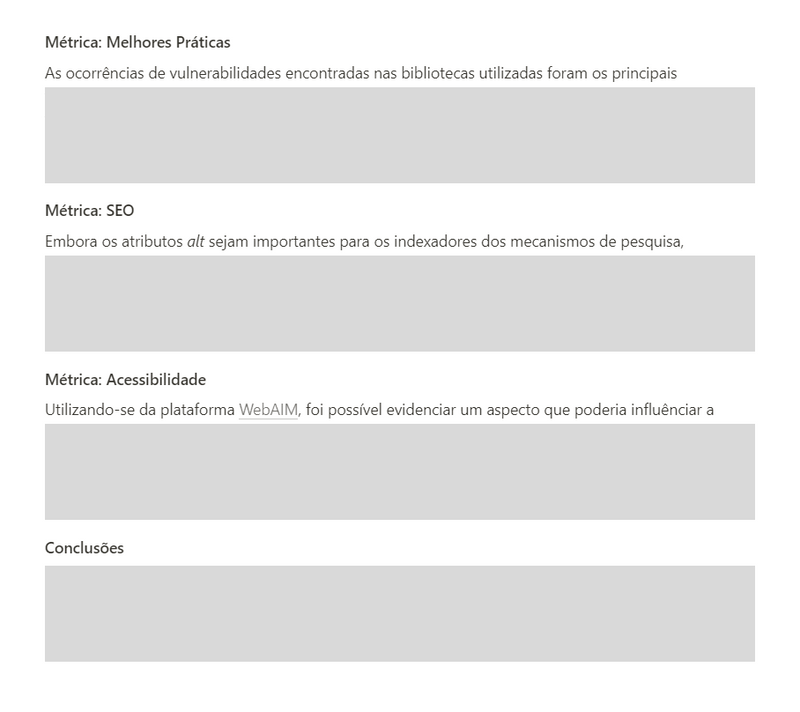 Métrica: Melhores Práticas
As ocorrências de vulnerabilidades encontradas nas bibliotecas utilizadas foram os principais
Métrica: SEO
Embora os atributos alt sejam importantes para os indexadores dos mecanismos de pesquisa,
Métrica: Acessibilidade
Utilizando-se da plataforma WebAIM, foi possível evidenciar um aspecto que poderia influênciar a
Conclusões